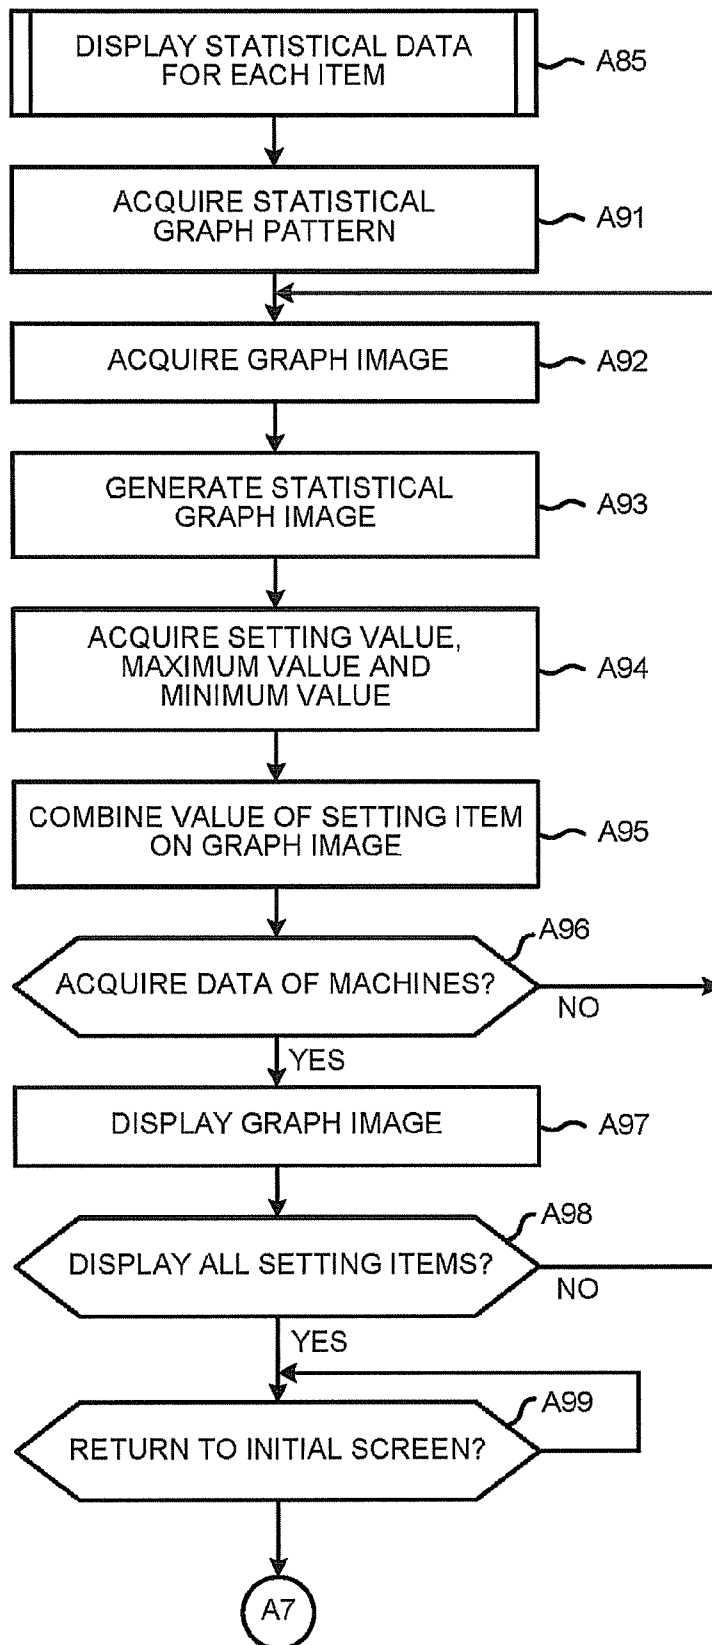 DISPLAY STATISTICAL DATA
FOR EACH ITEM
A85
ACQUIRE STATISTICAL
GRAPH PATTERN
A91
ACQUIRE GRAPH IMAGE
A92
GENERATE STATISTICAL
GRAPH IMAGE
A93
ACQUIRE SETTING VALUE,
MAXIMUM VALUE AND
MINIMUM VALUE
A94
COMBINE VALUE OF SETTING ITEM
ON GRAPH IMAGE
A95
A96
ACQUIRE DATA OF MACHINES?
NO
YES
DISPLAY GRAPH IMAGE
A97
A98
DISPLAY ALL SETTING ITEMS?
NO
YES
A99
RETURN TO INITIAL SCREEN?
A7